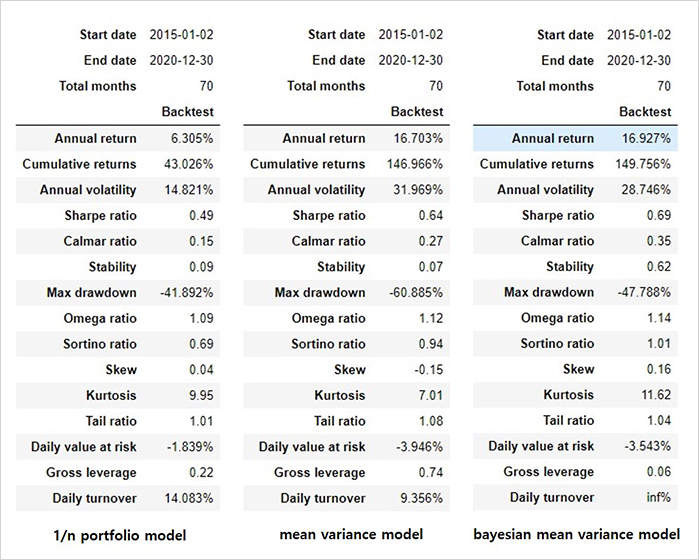 Start date 2015-01-02
End date 2020-12-30
Total months 70
Backtest
Annual return 6.305%
Cumulative returns 43.026%
Annual volatility 14.821%
Sharpe ratio 0.49
Calmar ratio 0.15
Stability 0.09
Max drawdown -41.892%
Omega ratio 1.09
Sortino ratio 0.69
Skew 0.04
Kurtosis 9.95
Tail ratio 1.01
Daily value at risk -1.839%
Gross leverage 0.22
Daily turnover 14.083%
1/n portfolio model
Start date 2015-01-02
End date 2020-12-30
Total months 70
Backtest
Annual return 16.703%
Cumulative returns 146.966%
Annual volatility 31.969%
Sharpe ratio 0.64
Calmar ratio 0.27
Stability 0.07
Max drawdown -60.885%
Omega ratio 1.12
Sortino ratio 0.94
Skew -0.15
Kurtosis 7.01
Tail ratio 1.08
Daily value at risk -3.946%
Gross leverage 0.74
Daily turnover 9.356%
mean variance model
Start date 2015-01-02
End date 2020-12-30
Total months 70
Backtest
Annual return 16.927%
Cumulative returns 149.756%
Annual volatility 28.746%
Sharpe ratio 0.69
Calmar ratio 0.35
Stability 0.62
Max drawdown -47.788%
Omega ratio 1.14
Sortino ratio 1.01
Skew 0.16
Kurtosis 11.62
Tail ratio 1.04
Daily value at risk -3.543%
Gross leverage 0.06
Daily turnover inf%
bayesian mean variance model